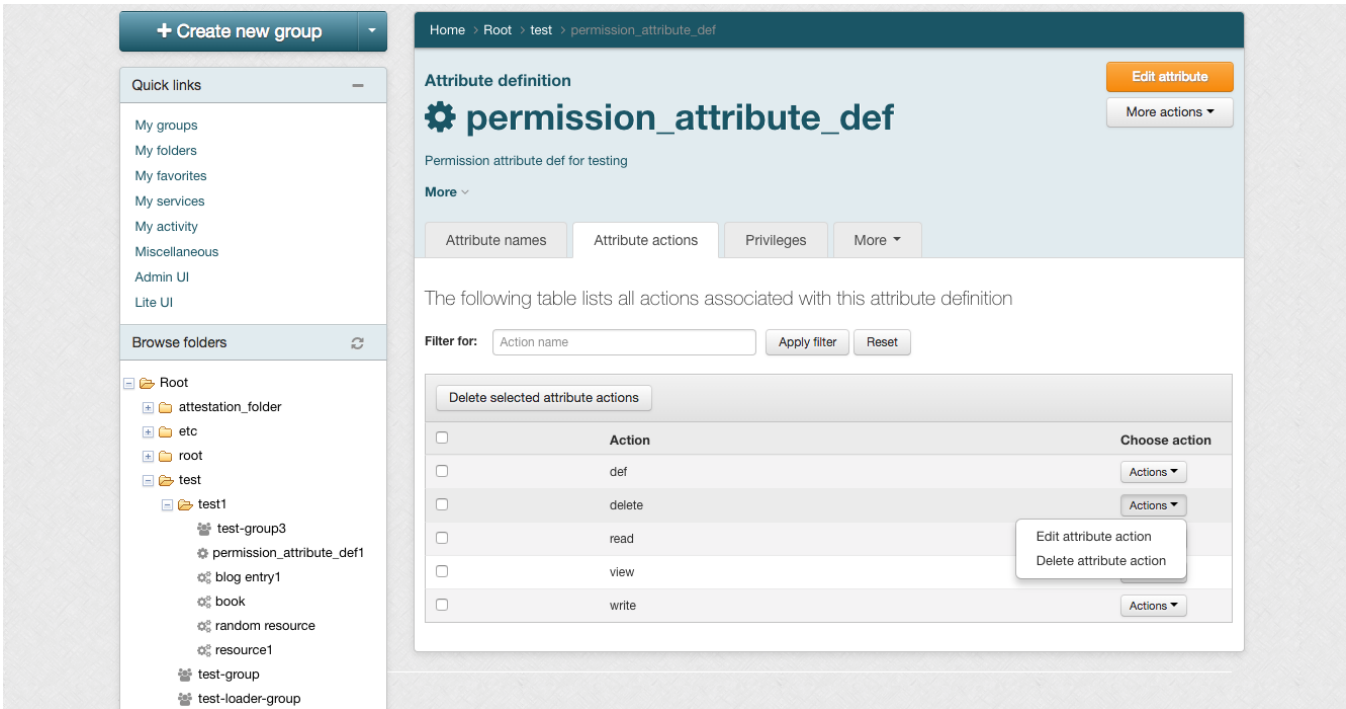 + Create new group
Quick links
My groups
My folders
My favorites
My services
My activity
Miscellaneous
Admin UI
Lite UI
Browse folders
Root
attestation_folder
etc
root
test
test1
test-group3
permission_attribute_def1
blog entry1
book
random resource
resource1
test-group
test-loader-group
Home > Root > test > permission_attribute_def
Attribute definition
permission_attribute_def
Edit attribute
More actions
Permission attribute def for testing
More
Attribute names Attribute actions Privileges More
The following table lists all actions associated with this attribute definition
Filter for: Action name Apply filter Reset
Delete selected attribute actions
Action Choose action
def Actions
delete Actions
read
Edit attribute action
view
Delete attribute action
write Actions